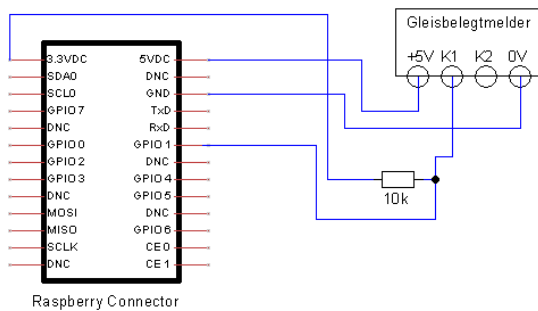 Gleisbelegtmelder
+5V K1 K2 0V
3.3VDC 5VDC
SDA0 DNC
SCL0 GND
GPIO7 TxD
DNC RxD
GPIO0 GPIO1
GPIO2 DNC
GPIO3 GPIO4
DNC GPIO5
MOSI DNC
MISO GPIO6
SCLK CE0
DNC CE1
10k
Raspberry Connector